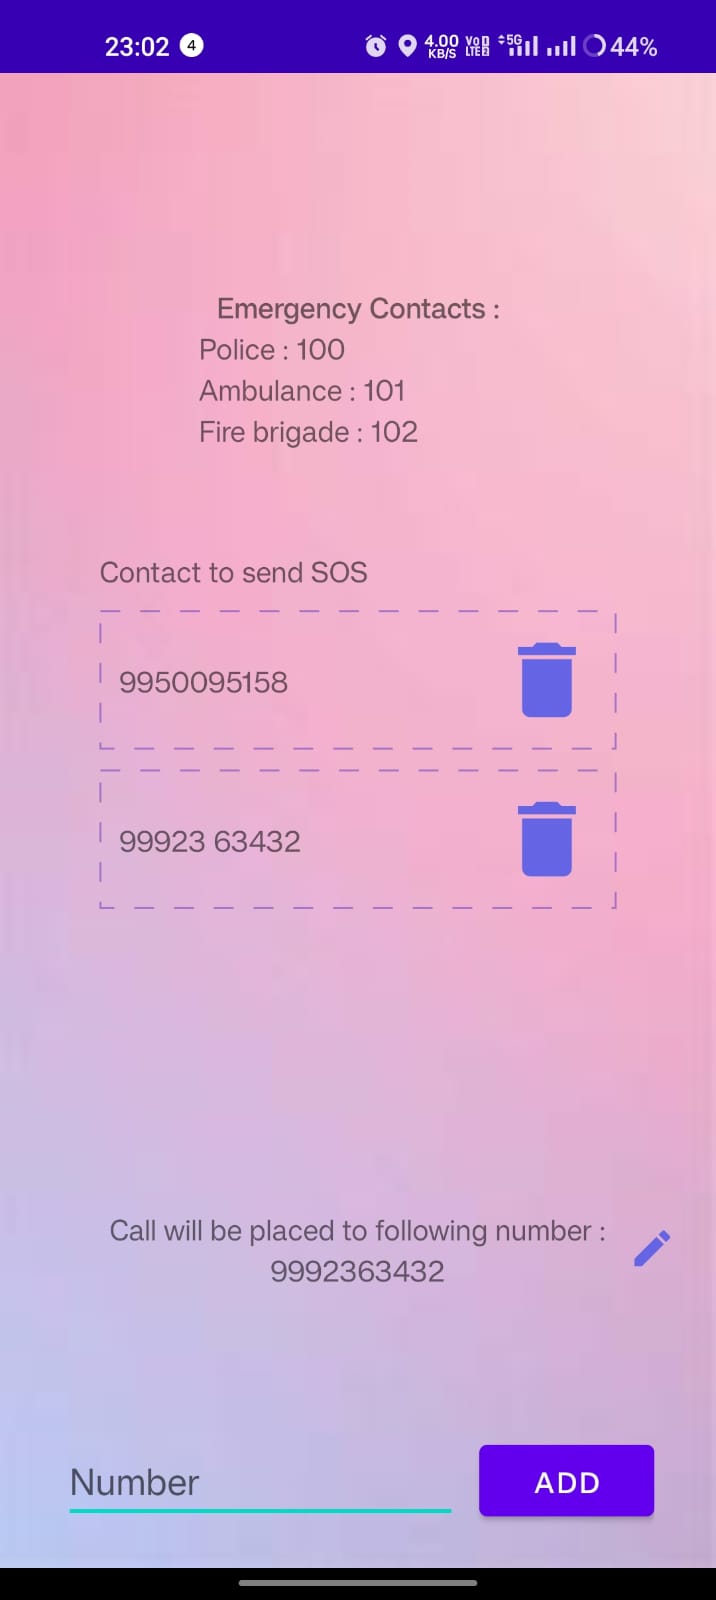 23:02 4 4.00 KB/S Vo LTE 2 5G 44%
Emergency Contacts :
Police : 100
Ambulance : 101
Fire brigade : 102
Contact to send SOS
9950095158
99923 63432
Call will be placed to following number :
9992363432
Number ADD